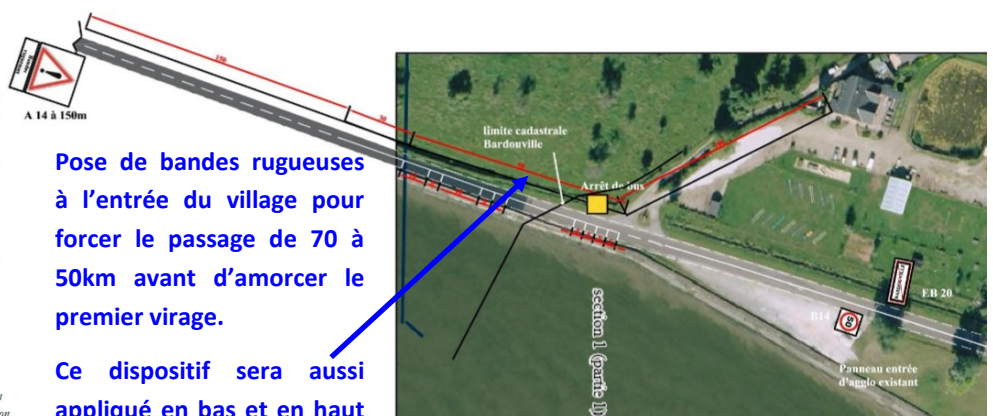 150
50
A 14 à 150m
limite cadastrale
Bardouville
Arrêt de bus
Pose de bandes rugueuses
à l’entrée du village pour
forcer le passage de 70 à
50km avant d’amorcer le
premier virage.
Ce dispositif sera aussi
appliqué en bas et en haut
section 1 (partie 1)
EB 20
B14
50
Panneau entrée
d'agglo existant